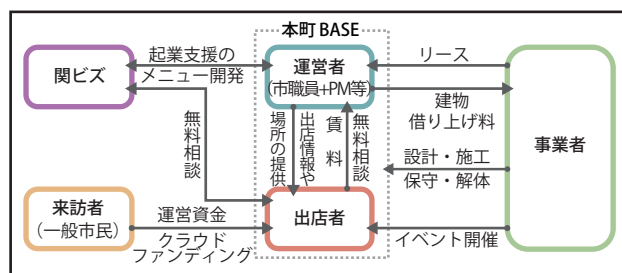 本町 BASE
関ビズ
起業支援の
メニュー開発
運営者
(市職員+PM等)
リース
建物
借り上げ料
事業者
無料相談
場所の提供
出店情報や
賃料
無料相談
設計・施工
保守・解体
来訪者
（一般市民）
運営資金
クラウド
ファンディング
出店者
イベント開催